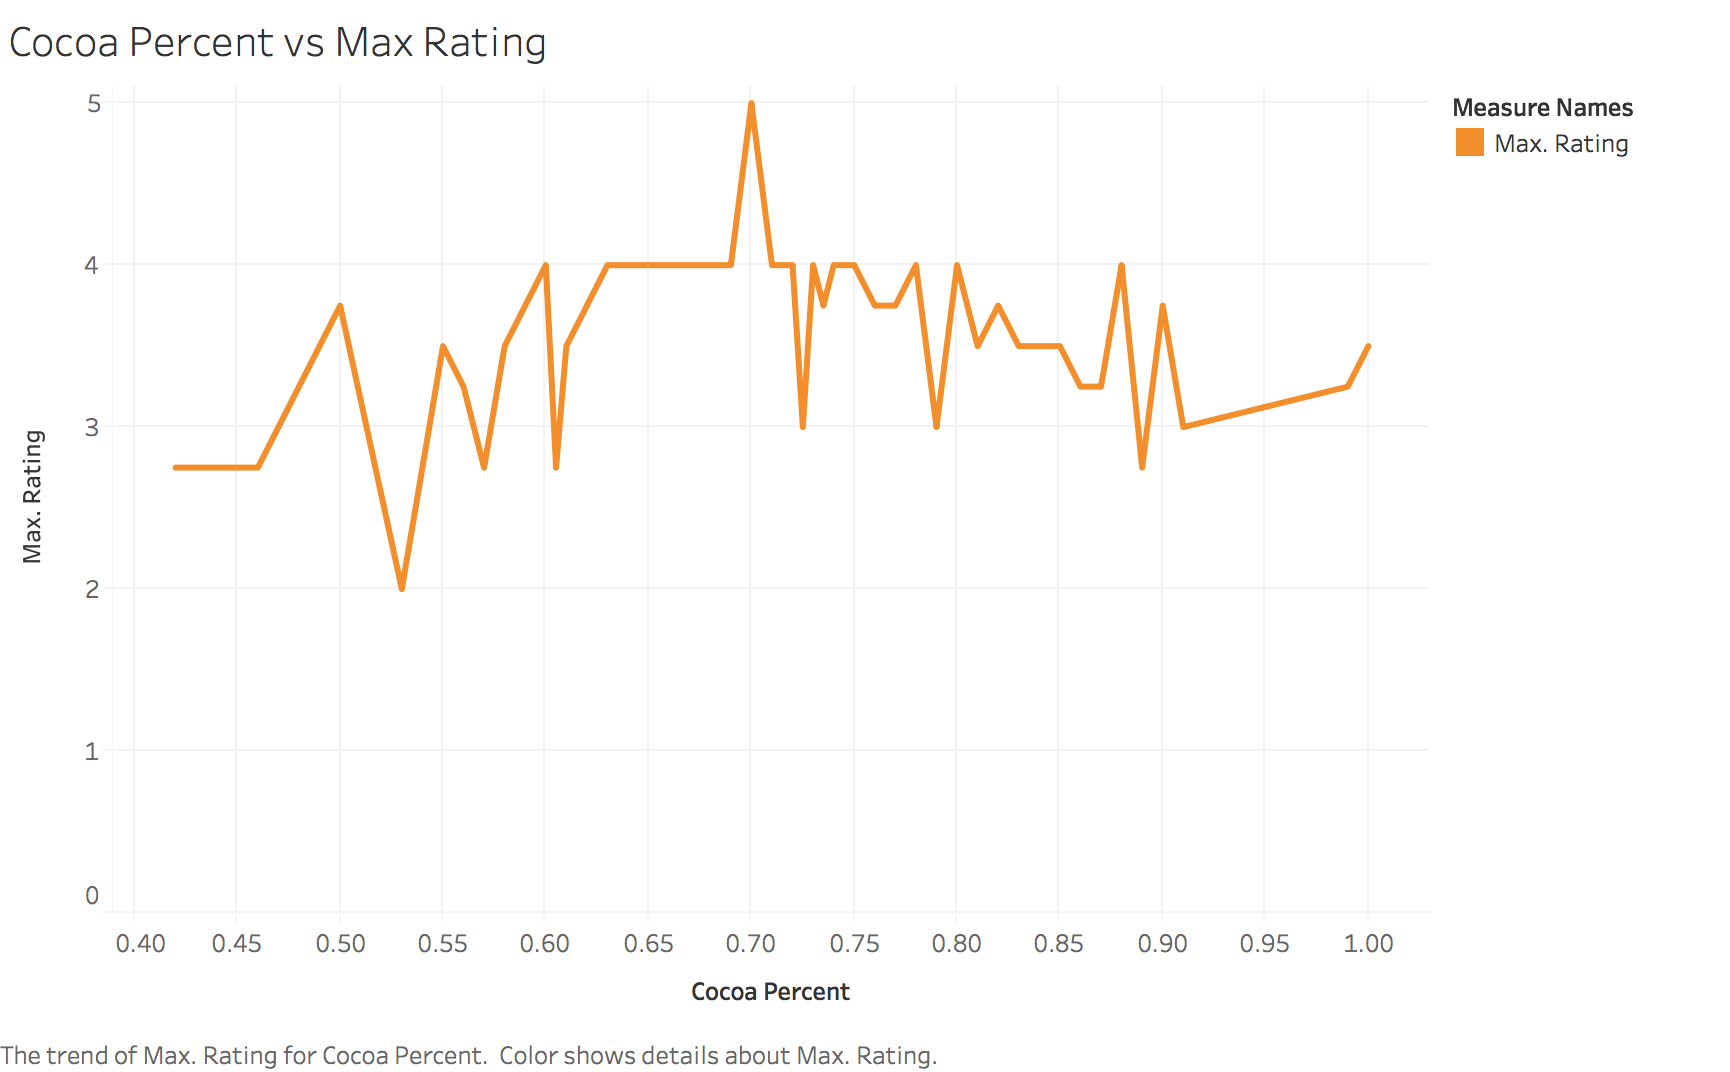 Cocoa Percent vs Max Rating
Measure Names
Max. Rating
5
4
3
2
1
0
Max. Rating
0.40 0.45 0.50 0.55 0.60 0.65 0.70 0.75 0.80 0.85 0.90 0.95 1.00
Cocoa Percent
The trend of Max. Rating for Cocoa Percent.  Color shows details about Max. Rating.